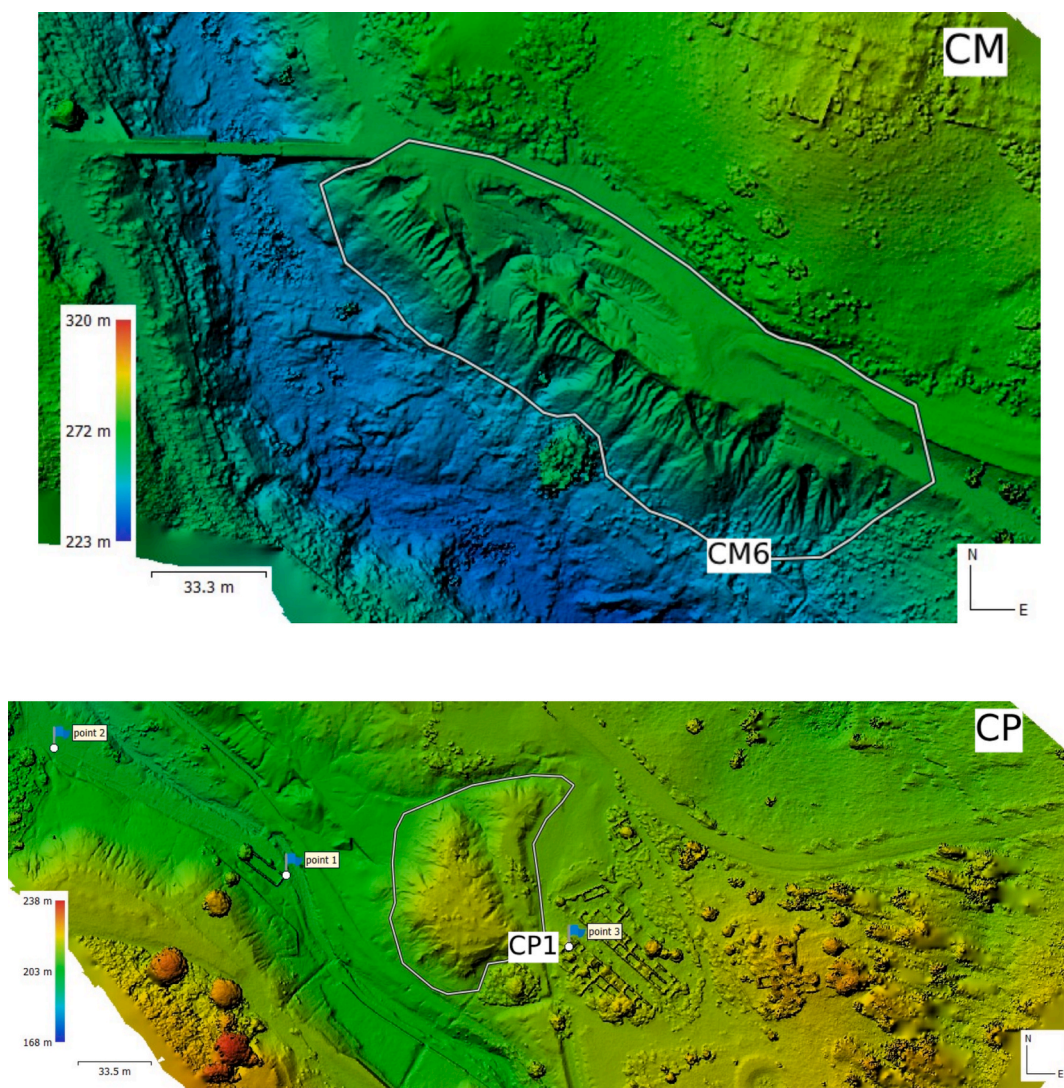 CM
320 m
272 m
223 m
33.3 m
CM6
N
E
CP
point 2
point 1
238 m
203 m
168 m
CP1
point 3
33.5 m
N
E